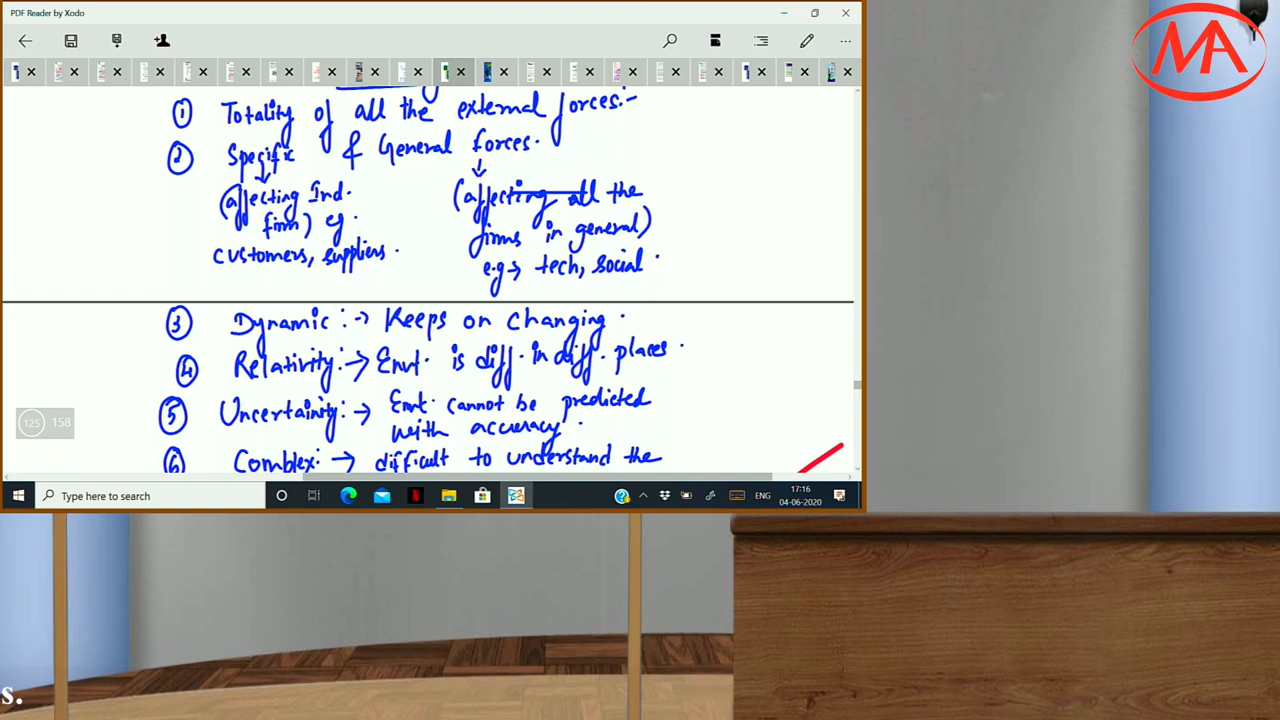 PDF Reader by Xodo
① Totality of all the external forces:-
② Spegific & General forces.
(affecting Ind. firm) eg.
customers, suppliers.
(affecting all the firms in general)
e.g → tech, social.
③ Dynamic :→ Keeps on changing.
④ Relativity :→ Envt. is diff. in diff. places.
⑤ Uncertainity :→ Envt. cannot be predicted
with accuracy.
⑥ Complex: → difficult to understand the
125 158
Type here to search
ENG
17:16
04-06-2020
MA
s.